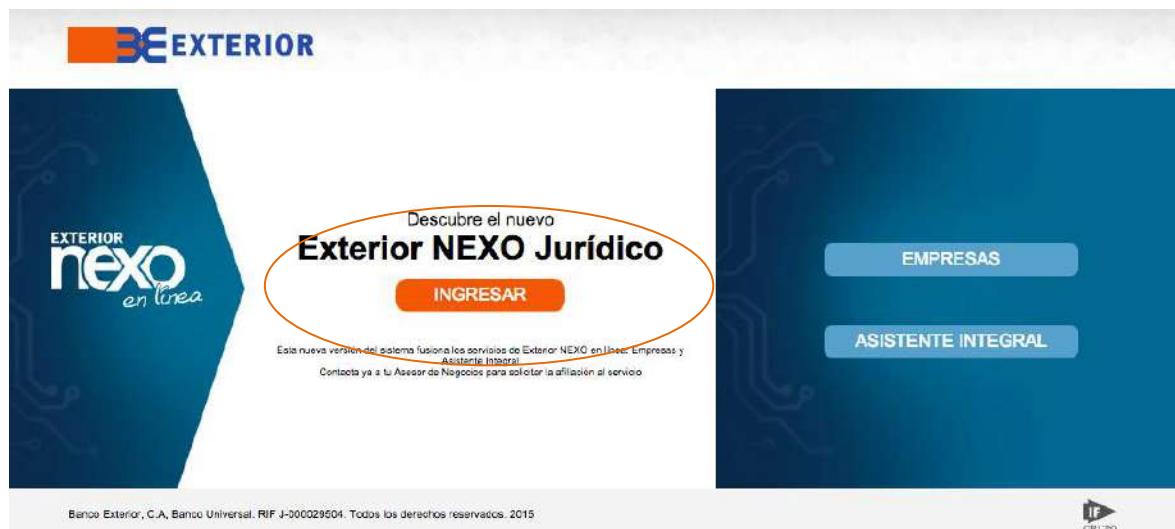 EXTERIOR
EXTERIOR
nexo
en línea
Descubre el nuevo
Exterior NEXO Jurídico
INGRESAR
Esta nueva versión del sistema fusiona los servicios de Exterior NEXO en línea: Empresas y
Asistente Integral
Contacta ya a tu Asesor de Negocios para solicitar la afiliación al servicio
EMPRESAS
ASISTENTE INTEGRAL
Banco Exterior, C.A, Banco Universal. RIF J-000029504. Todos los derechos reservados. 2015
IF
GRUPO